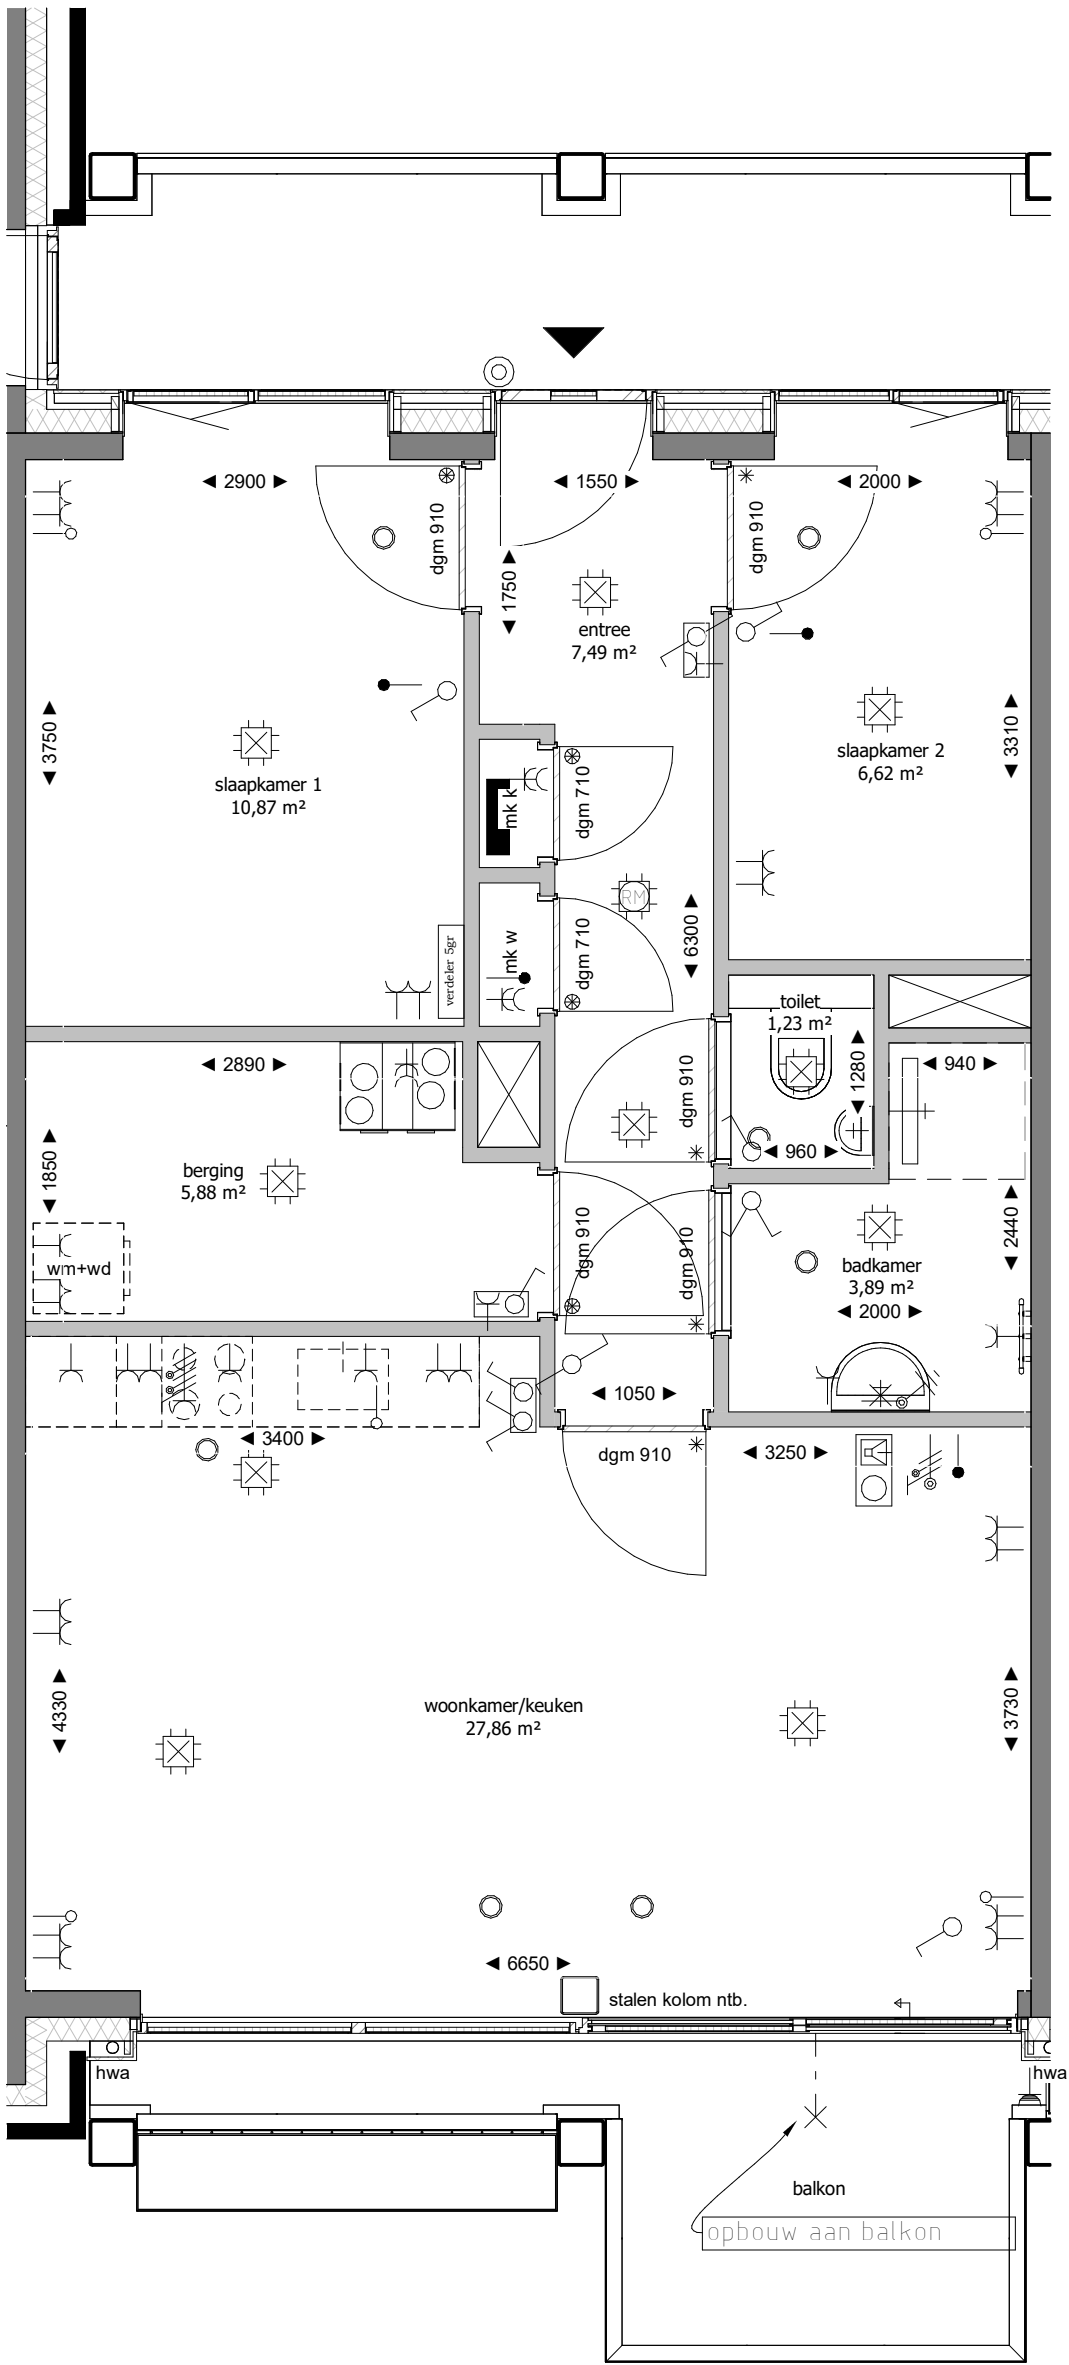 2900
1550
2000
dgm 910
dgm 910
1750
entree
7,49 m²
3750
3310
slaapkamer 1
10,87 m²
slaapkamer 2
6,62 m²
mk k
dgm 710
RM
dgm 710
6300
mk w
verdeler 5gr
toilet
1,23 m²
2890
dgm 910
1280
940
960
1850
berging
5,88 m²
dgm 910
dgm 910
2440
wm+wd
badkamer
3,89 m²
2000
1050
3400
dgm 910
3250
4330
woonkamer/keuken
27,86 m²
3730
6650
stalen kolom ntb.
hwa
hwa
balkon
opbouw aan balkon